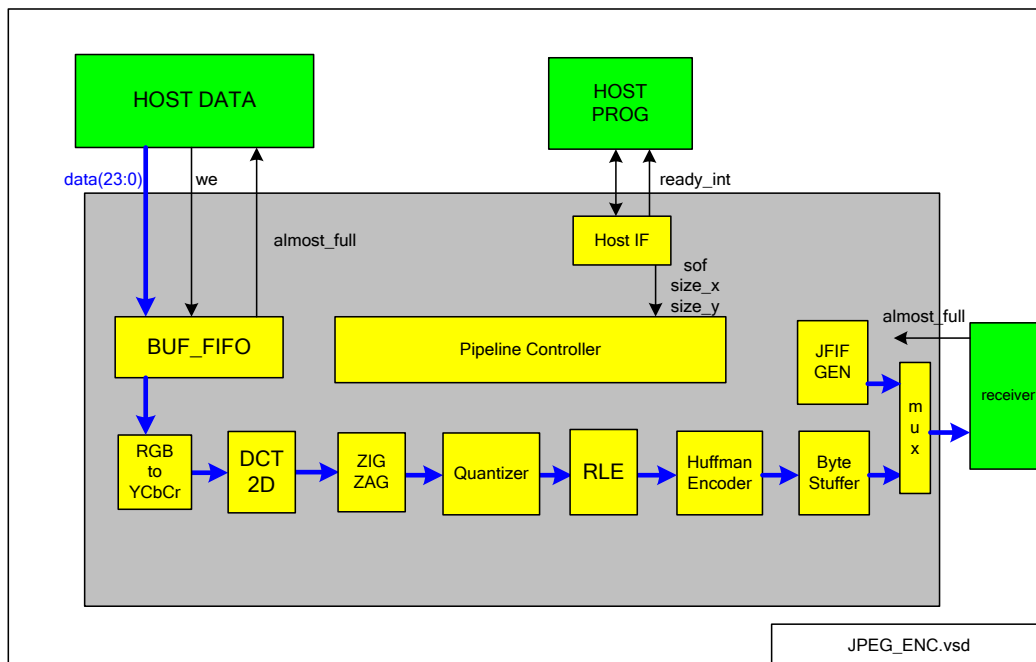 HOST DATA
HOST
PROG
data(23:0)
we
ready_int
almost_full
Host IF
sof
size_x
size_y
almost_full
BUF_FIFO
Pipeline Controller
JFIF
GEN
receiver
m
u
x
RGB
to
YCbCr
DCT
2D
ZIG
ZAG
Quantizer
RLE
Huffman
Encoder
Byte
Stuffer
JPEG_ENC.vsd